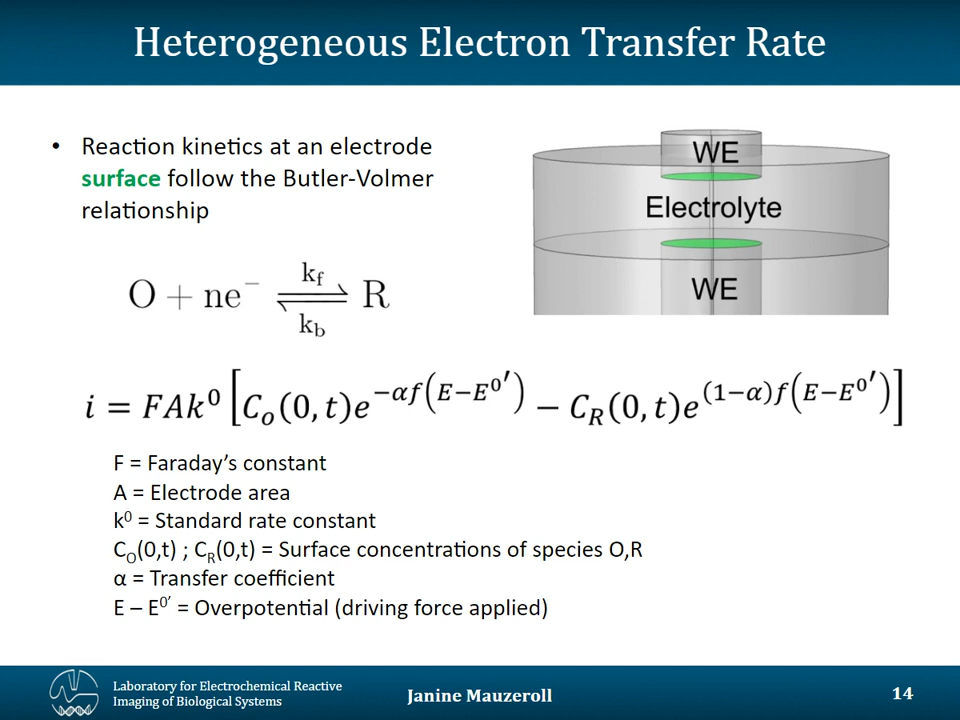 Heterogeneous Electron Transfer Rate
• Reaction kinetics at an electrode
surface follow the Butler-Volmer
relationship
WE
Electrolyte
WE
O + ne⁻ ⇌ R
k_f
k_b
i = FAk⁰ [C_o(0, t)e^{−αf(E−E^{0′})} − C_R(0, t)e^{(1−α)f(E−E^{0′})}]
F = Faraday’s constant
A = Electrode area
k⁰ = Standard rate constant
C_O(0,t) ; C_R(0,t) = Surface concentrations of species O,R
α = Transfer coefficient
E – E^{0′} = Overpotential (driving force applied)
Laboratory for Electrochemical Reactive
Imaging of Biological Systems
Janine Mauzeroll
14